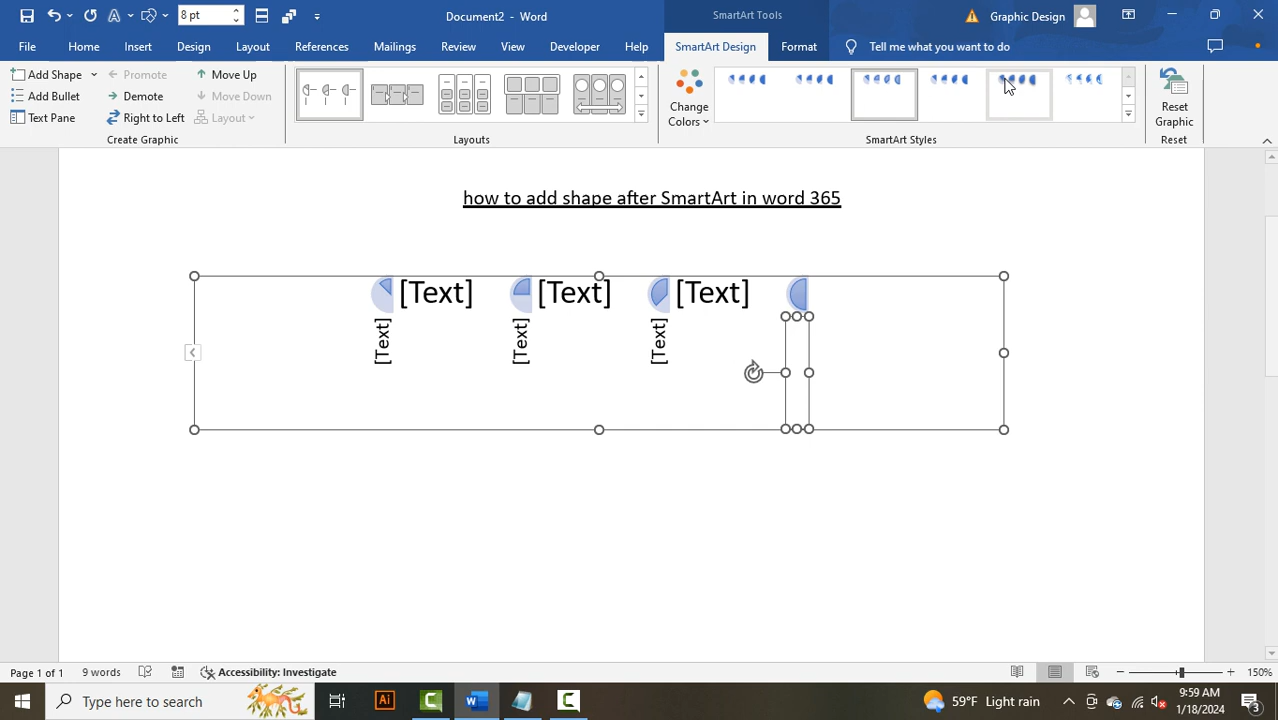 8 pt
Document2 - Word
SmartArt Tools
Graphic Design
File
Home
Insert
Design
Layout
References
Mailings
Review
View
Developer
Help
SmartArt Design
Format
Tell me what you want to do
Add Shape
Promote
Move Up
Add Bullet
Demote
Move Down
Text Pane
Right to Left
Layout
Create Graphic
Layouts
Change
Colors
SmartArt Styles
Reset
Graphic
Reset
how to add shape after SmartArt in word 365
[Text]
[Text]
[Text]
[Text]
[Text]
[Text]
Page 1 of 1
9 words
Accessibility: Investigate
150%
Type here to search
Ai
59°F Light rain
9:59 AM
1/18/2024
3